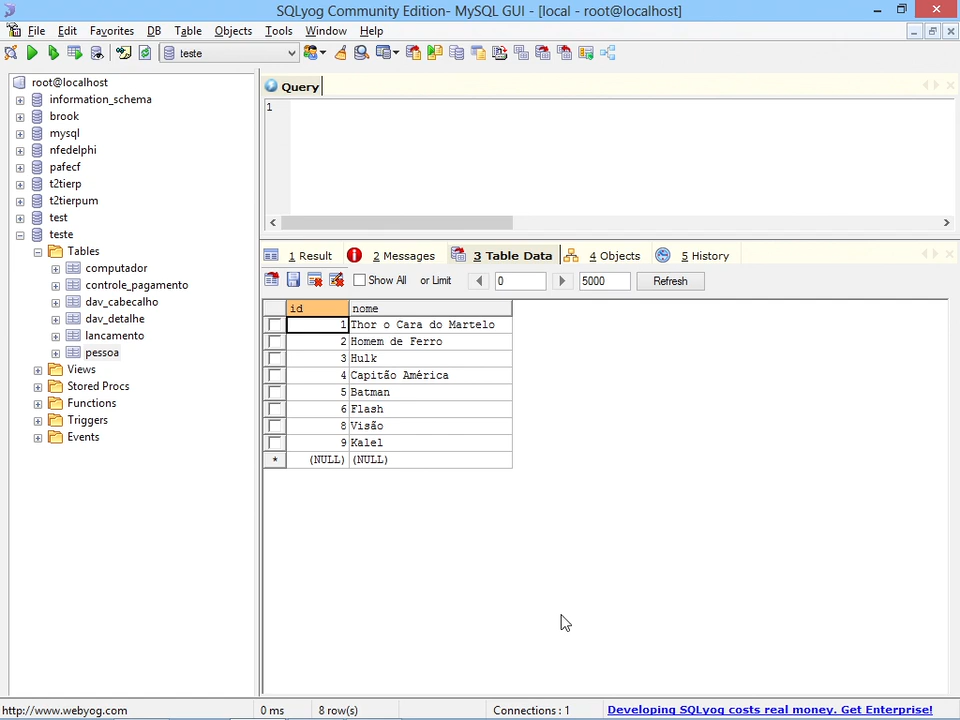 SQLyog Community Edition- MySQL GUI - [local - root@localhost]
File Edit Favorites DB Table Objects Tools Window Help
teste
root@localhost
information_schema
brook
mysql
nfedelphi
pafecf
t2tierp
t2tierpum
test
teste
Tables
computador
controle_pagamento
dav_cabecalho
dav_detalhe
lancamento
pessoa
Views
Stored Procs
Functions
Triggers
Events
Query
1
1 Result 2 Messages 3 Table Data 4 Objects 5 History
Show All or Limit 0 5000 Refresh
id nome
1 Thor o Cara do Martelo
2 Homem de Ferro
3 Hulk
4 Capitão América
5 Batman
6 Flash
8 Visão
9 Kalel
* (NULL) (NULL)
http://www.webyog.com 0 ms 8 row(s) Connections : 1 Developing SQLyog costs real money. Get Enterprise!